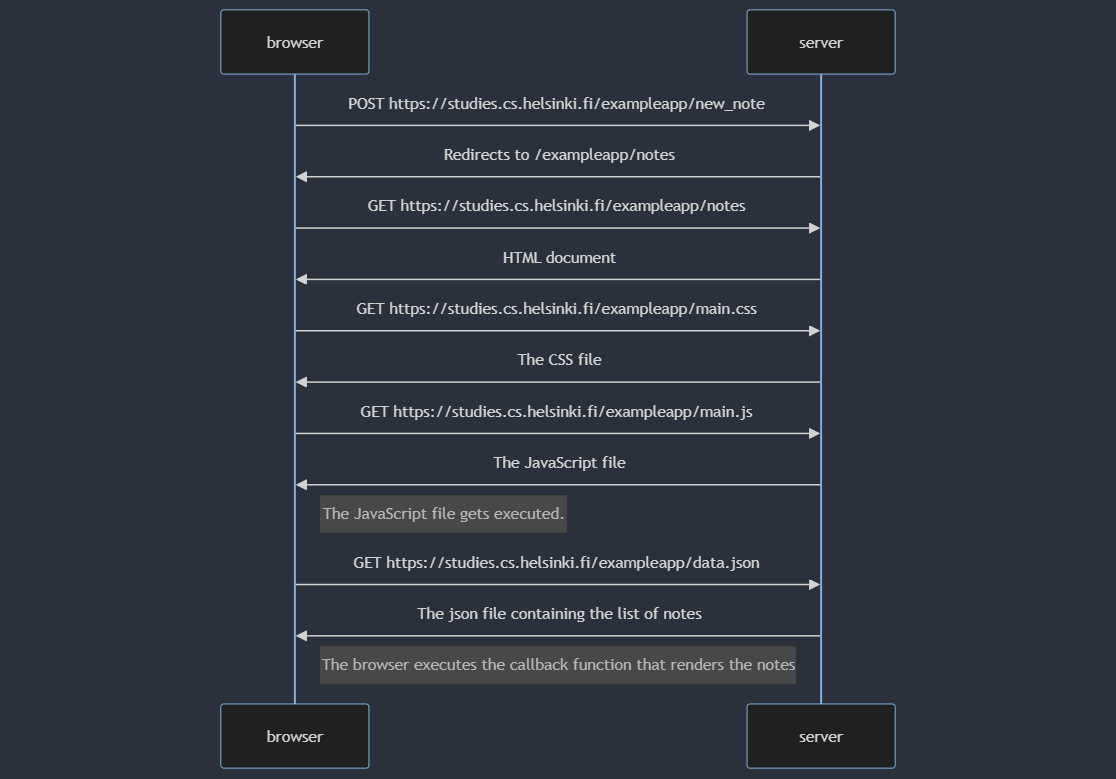 browser
server
POST https://studies.cs.helsinki.fi/exampleapp/new_note
Redirects to /exampleapp/notes
GET https://studies.cs.helsinki.fi/exampleapp/notes
HTML document
GET https://studies.cs.helsinki.fi/exampleapp/main.css
The CSS file
GET https://studies.cs.helsinki.fi/exampleapp/main.js
The JavaScript file
The JavaScript file gets executed.
GET https://studies.cs.helsinki.fi/exampleapp/data.json
The json file containing the list of notes
The browser executes the callback function that renders the notes
browser
server